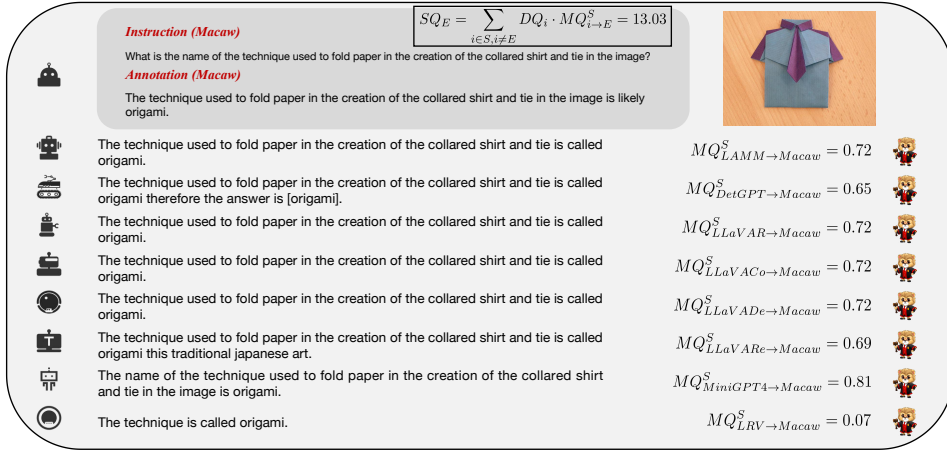 Instruction (Macaw)
$SQ_E = \sum_{i \in S, i \neq E} DQ_i \cdot MQ^S_{i \to E} = 13.03$
What is the name of the technique used to fold paper in the creation of the collared shirt and tie in the image?
Annotation (Macaw)
The technique used to fold paper in the creation of the collared shirt and tie in the image is likely
origami.
The technique used to fold paper in the creation of the collared shirt and tie is called
origami.
$MQ^S_{LAMM \to Macaw} = 0.72$
The technique used to fold paper in the creation of the collared shirt and tie is called
origami therefore the answer is [origami].
$MQ^S_{DetGPT \to Macaw} = 0.65$
The technique used to fold paper in the creation of the collared shirt and tie is called
origami.
$MQ^S_{LLaVAR \to Macaw} = 0.72$
The technique used to fold paper in the creation of the collared shirt and tie is called
origami.
$MQ^S_{LLaVACo \to Macaw} = 0.72$
The technique used to fold paper in the creation of the collared shirt and tie is called
origami.
$MQ^S_{LLaVADe \to Macaw} = 0.72$
T
The technique used to fold paper in the creation of the collared shirt and tie is called
origami this traditional japanese art.
$MQ^S_{LLaVARe \to Macaw} = 0.69$
The name of the technique used to fold paper in the creation of the collared shirt
and tie in the image is origami.
$MQ^S_{MiniGPT4 \to Macaw} = 0.81$
The technique is called origami.
$MQ^S_{LRV \to Macaw} = 0.07$